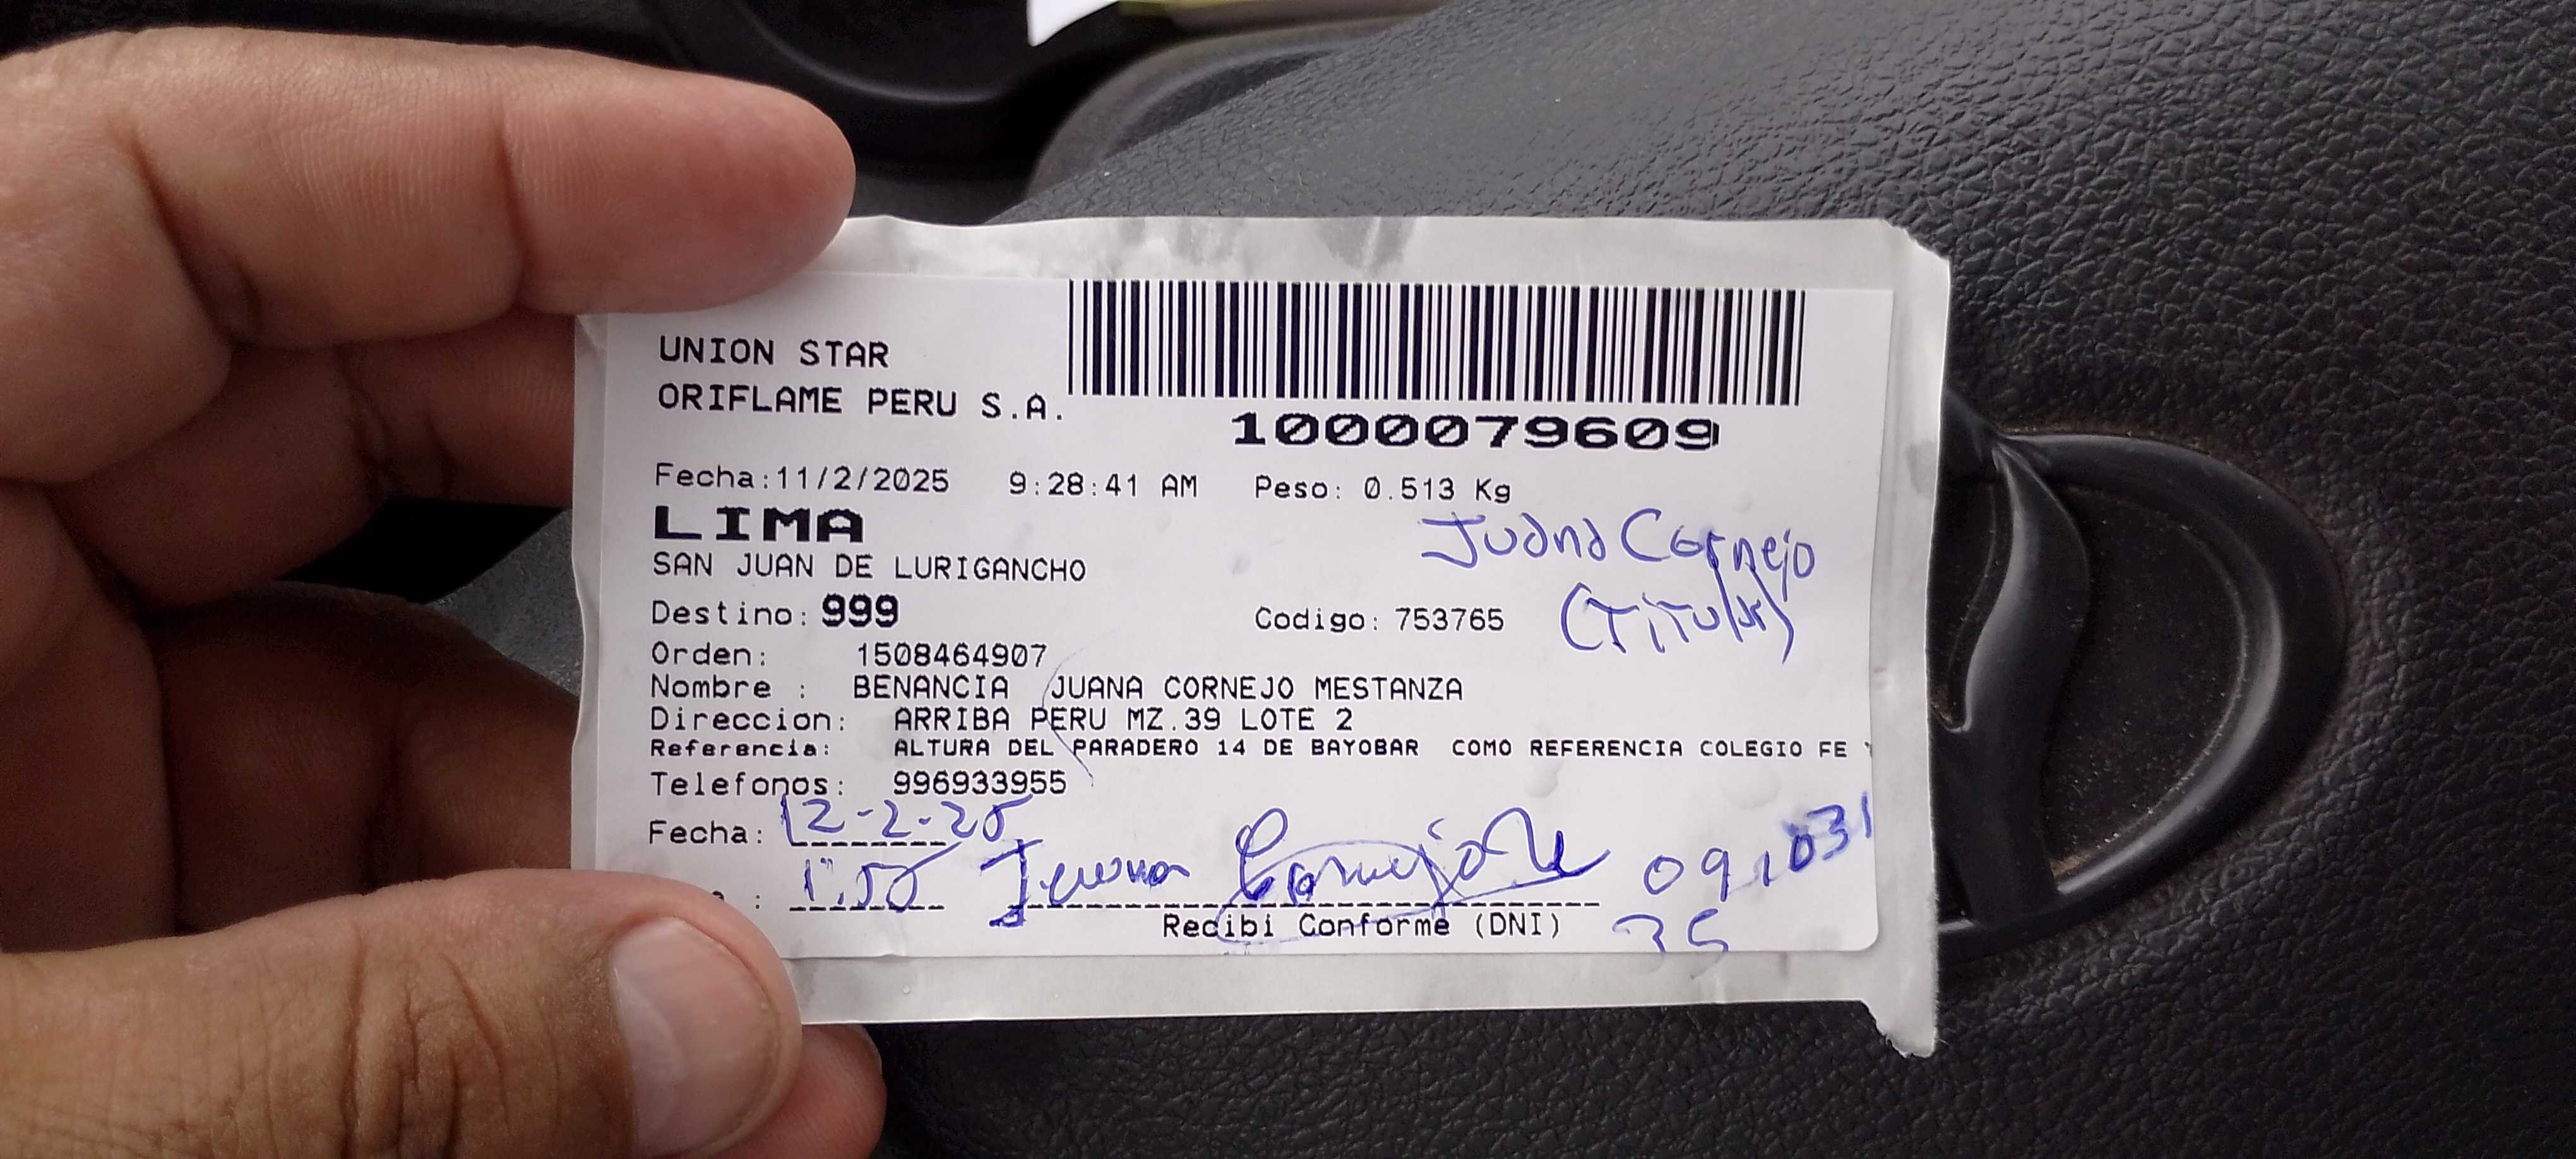 UNION STAR
ORIFLAME PERU S.A.
1000079609
Fecha:11/2/2025 9:28:41 AM Peso: 0.513 Kg
LIMA
Juana Cornejo
SAN JUAN DE LURIGANCHO
(Titular)
Destino: 999 Codigo: 753765
Orden: 1508464907
Nombre : BENANCIA JUANA CORNEJO MESTANZA
Direccion: ARRIBA PERU MZ.39 LOTE 2
Referencia: ALTURA DEL PARADERO 14 DE BAYOBAR COMO REFERENCIA COLEGIO FE
Telefonos: 996933955
Fecha: 12-2-25
: Juana Cornejo
Recibi Conforme (DNI)